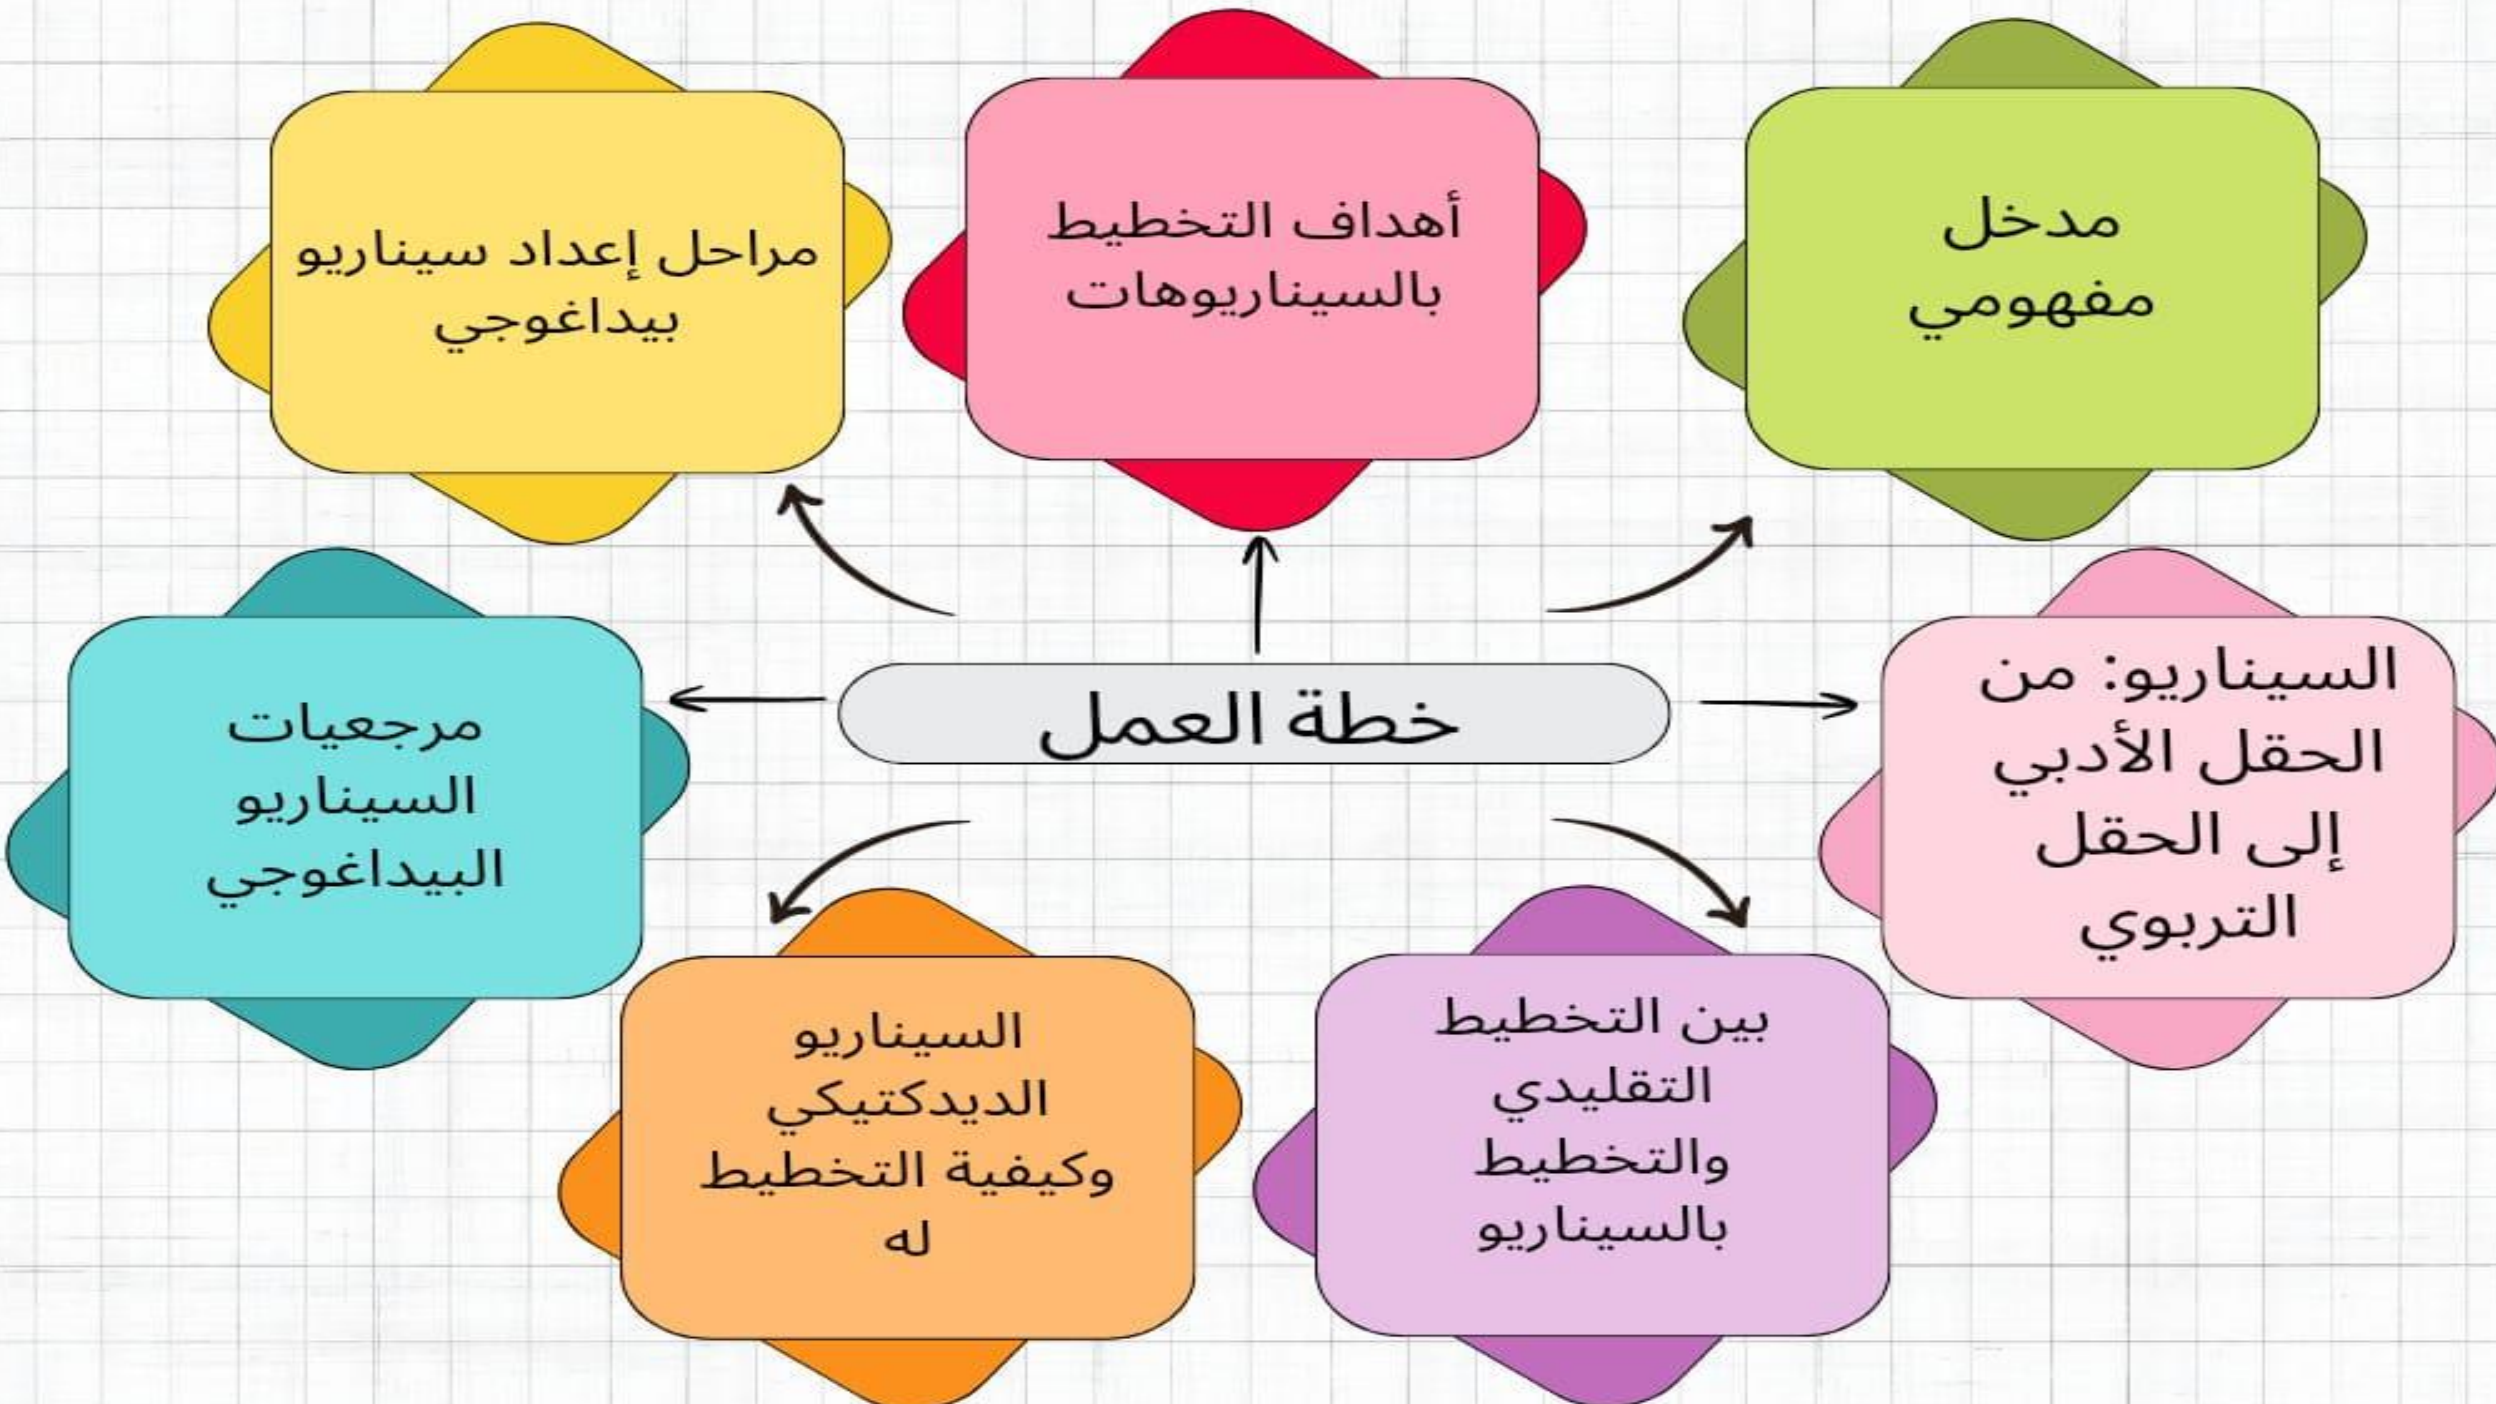 مدخل
مفهومي
أهداف التخطيط
بالسيناريوهات
مراحل إعداد سيناريو
بيداغوجي
خطة العمل
السيناريو: من
الحقل الأدبي
إلى الحقل
التربوي
مرجعيات
السيناريو
البيداغوجي
بين التخطيط
التقليدي
والتخطيط
بالسيناريو
السيناريو
الديدكتيكي
وكيفية التخطيط
له